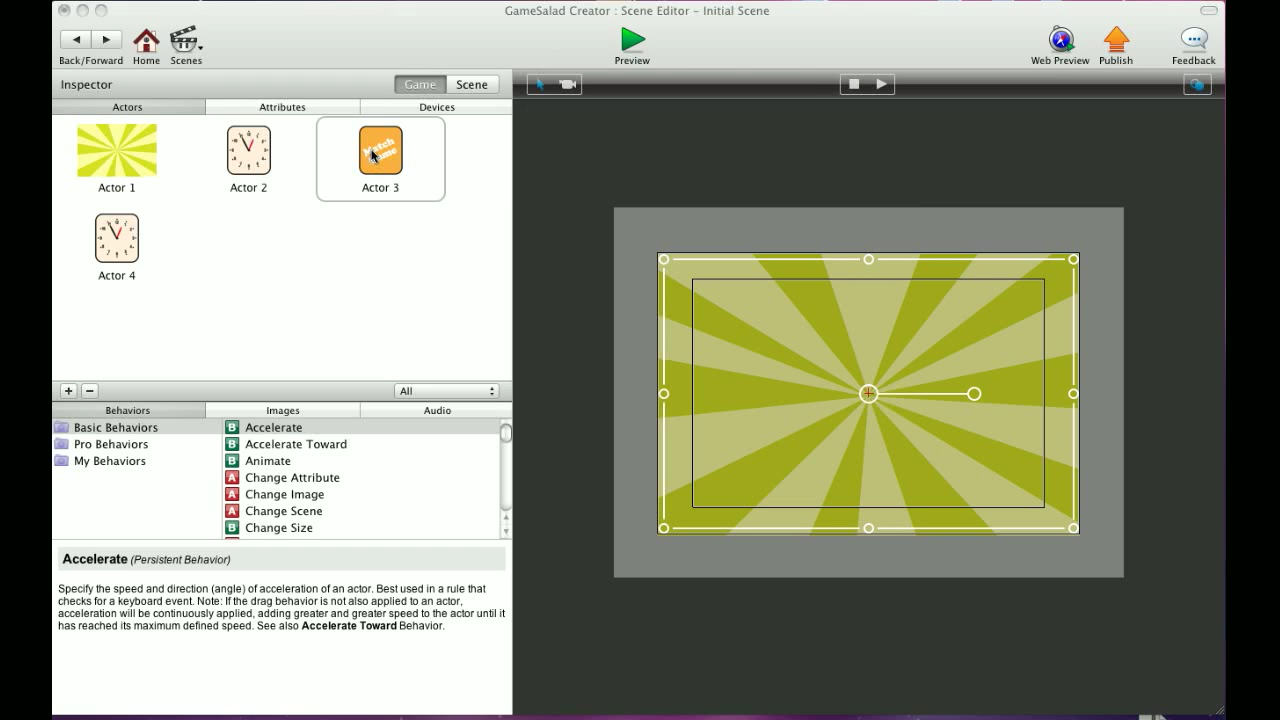 GameSalad Creator : Scene Editor - Initial Scene
Back/Forward Home Scenes Preview Web Preview Publish Feedback
Inspector Game Scene
Actors Attributes Devices
Match
Game
Actor 1 Actor 2 Actor 3
Actor 4
+ - All
Behaviors Images Audio
Basic Behaviors B Accelerate
Pro Behaviors B Accelerate Toward
My Behaviors B Animate
A Change Attribute
A Change Image
A Change Scene
B Change Size
Accelerate (Persistent Behavior)
Specify the speed and direction (angle) of acceleration of an actor. Best used in a rule that
checks for a keyboard event. Note: If the drag behavior is not also applied to an actor,
acceleration will be continuously applied, adding greater and greater speed to the actor until it
has reached its maximum defined speed. See also Accelerate Toward Behavior.